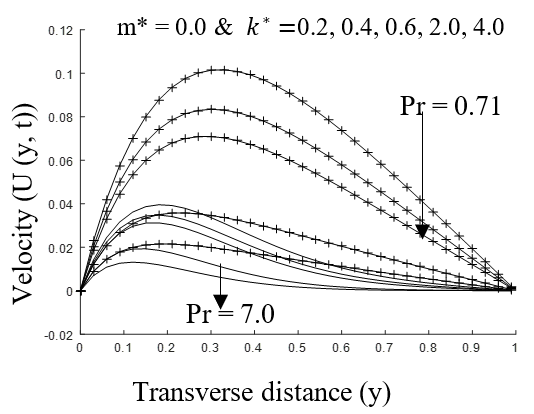 m* = 0.0 & k* =0.2, 0.4, 0.6, 2.0, 4.0
0.12
0.1
0.08
0.06
0.04
0.02
0
-0.02
Velocity (U (y, t))
Pr = 0.71
Pr = 7.0
0 0.1 0.2 0.3 0.4 0.5 0.6 0.7 0.8 0.9 1
Transverse distance (y)